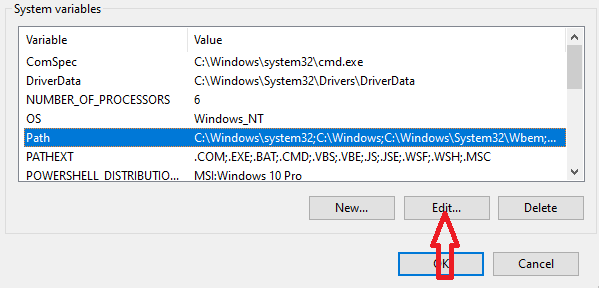 System variables
Variable Value
ComSpec C:\Windows\system32\cmd.exe
DriverData C:\Windows\System32\Drivers\DriverData
NUMBER_OF_PROCESSORS 6
OS Windows_NT
Path C:\Windows\system32;C:\Windows;C:\Windows\System32\Wbem;...
PATHEXT .COM;.EXE;.BAT;.CMD;.VBS;.VBE;.JS;.JSE;.WSF;.WSH;.MSC
POWERSHELL_DISTRIBUTIO... MSI:Windows 10 Pro
New... Edit... Delete
OK Cancel